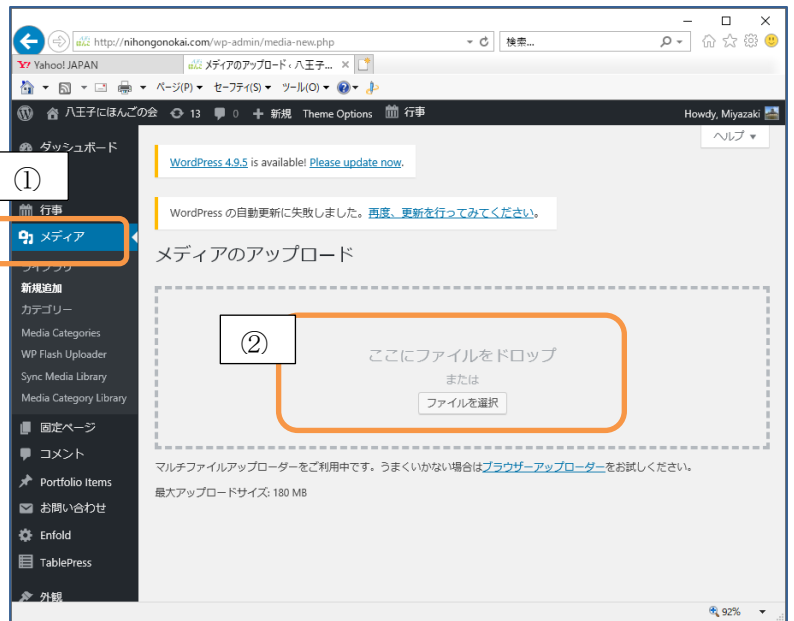 http://nihongonokai.com/wp-admin/media-new.php
検索...
Yahoo! JAPAN
メディアのアップロード ‹ 八王子...
ページ(P) セーフティ(S) ツール(O)
八王子にほんごの会 13 0 + 新規 Theme Options 行事
Howdy, Miyazaki
ヘルプ
ダッシュボード
WordPress 4.9.5 is available! Please update now.
①
行事
WordPress の自動更新に失敗しました。再度、更新を行ってみてください。
メディア
メディアのアップロード
ライブラリ
新規追加
カテゴリー
Media Categories
WP Flash Uploader
Sync Media Library
Media Category Library
②
ここにファイルをドロップ
または
ファイルを選択
固定ページ
コメント
マルチファイルアップローダーをご利用中です。うまくいかない場合はブラウザーアップローダーをお試しください。
Portfolio Items
最大アップロードサイズ: 180 MB
お問い合わせ
Enfold
TablePress
外観
92%